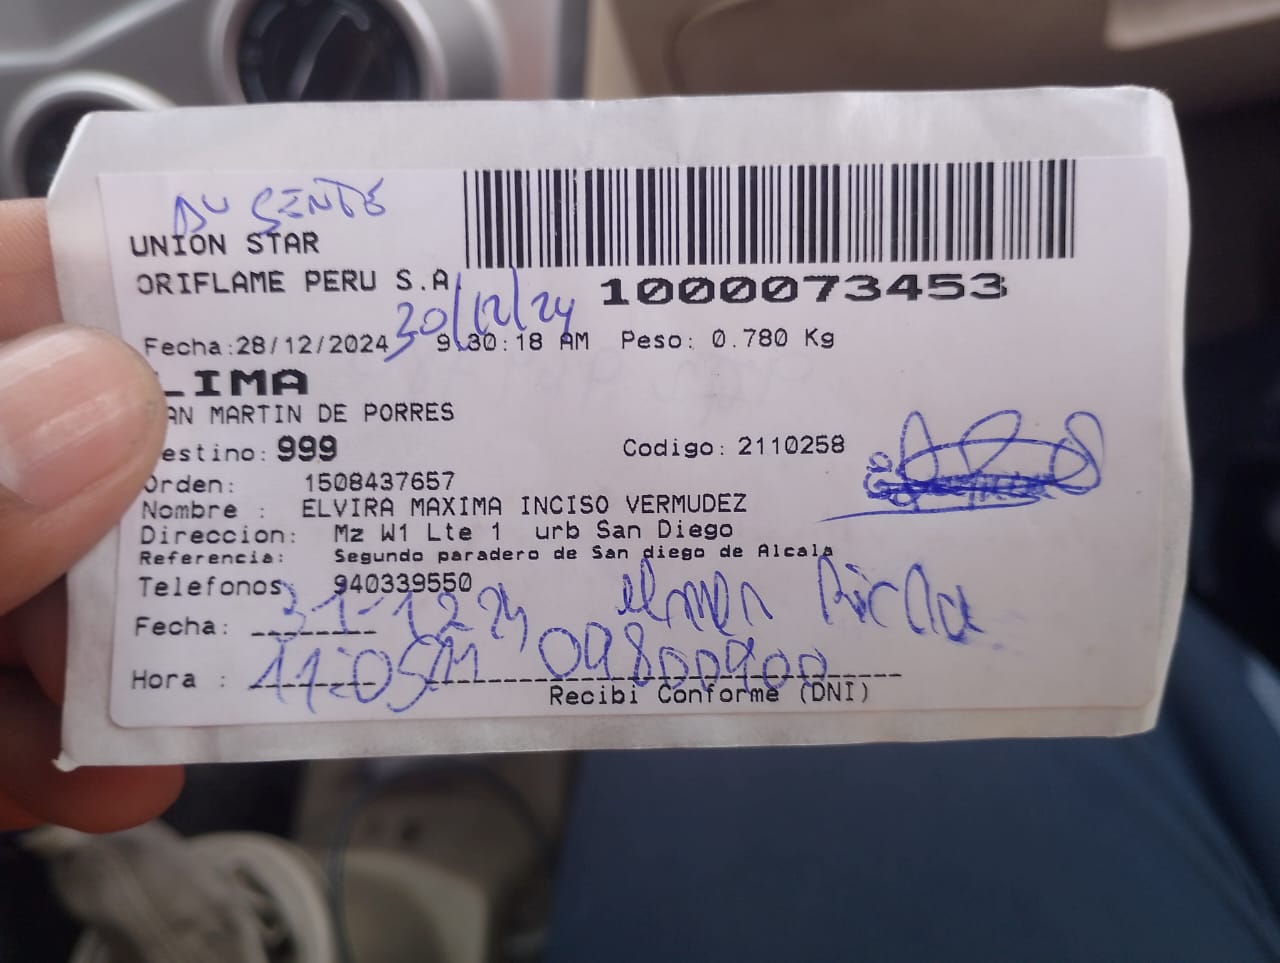 AUSENTE
UNION STAR
ORIFLAME PERU S.A.
1000073453
30/12/24
Fecha:28/12/2024 9:30:18 AM Peso: 0.780 Kg
LIMA
AN MARTIN DE PORRES
estino: 999 Codigo: 2110258
Orden: 1508437657
Nombre : ELVIRA MAXIMA INCISO VERMUDEZ
Direccion: Mz W1 Lte 1 urb San Diego
Referencia: Segundo paradero de San diego de Alcala
Telefonos: 940339550
Fecha: 31-12 24
Hora : 11:05 09800900
Recibi Conforme (DNI)